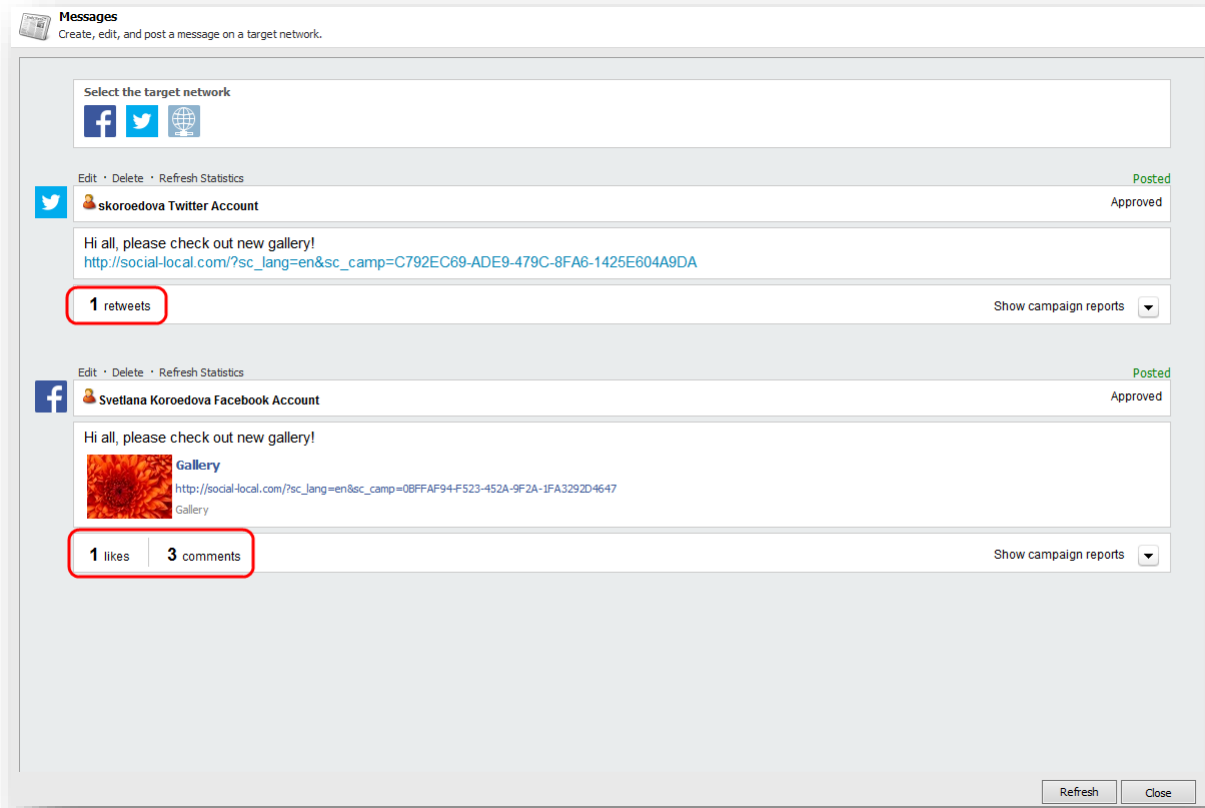 Messages
Create, edit, and post a message on a target network.
Select the target network
Edit · Delete · Refresh Statistics
Posted
skoroedova Twitter Account
Approved
Hi all, please check out new gallery!
http://social-local.com/?sc_lang=en&sc_camp=C792EC69-ADE9-479C-8FA6-1425E604A9DA
1 retweets
Show campaign reports
Edit · Delete · Refresh Statistics
Posted
Svetlana Koroedova Facebook Account
Approved
Hi all, please check out new gallery!
Gallery
http://social-local.com/?sc_lang=en&sc_camp=0BFFAF94-F523-452A-9F2A-1FA3292D4647
Gallery
1 likes 3 comments
Show campaign reports
Refresh Close